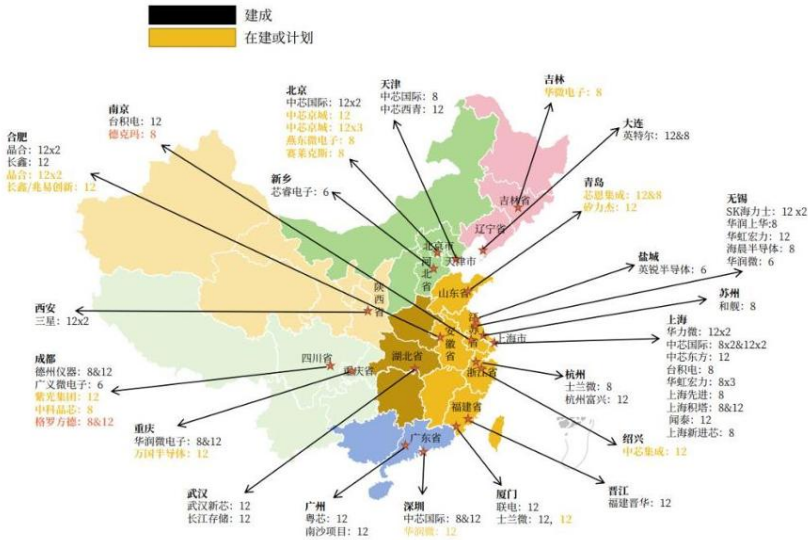 建成
在建或计划
吉林
华微电子：8
天津
中芯国际：8
中芯西青：12
北京
中芯国际：12x2
中芯京城：12
中芯京城：12x3
燕东微电子：8
赛莱克斯：8
南京
台积电：12
德克玛：8
大连
英特尔：12&8
合肥
晶合：12x2
长鑫：12
晶合：12x2
长鑫/兆易创新：12
新乡
芯睿电子：6
青岛
芯恩集成：12&8
矽力杰：12
无锡
SK海力士：12 x2
华润上华:8
华虹宏力：12
海晨半导体：8
华润微：6
盐城
英锐半导体：6
苏州
和舰：8
西安
三星：12x2
上海
华力微：12x2
中芯国际：8x2&12x2
中芯东方：12
台积电：8
华虹宏力：8x3
上海先进：8
上海积塔：8&12
闻泰：12
上海新进芯：8
成都
德州仪器：8&12
广义微电子：6
紫光集团：12
中科晶芯：8
格罗方德：8&12
杭州
士兰微：8
杭州富兴：12
重庆
华润微电子：8&12
万国半导体：12
绍兴
中芯集成：12
武汉
武汉新芯：12
长江存储：12
广州
粤芯：12
南沙项目：12
深圳
中芯国际：8&12
华润微：12
厦门
联电：12
士兰微：12，12
晋江
福建晋华：12
吉林省
辽宁省
北京市
天津市
河北省
山东省
陕西省
安徽省
江
上海市
四川省
重庆省
湖北省
浙江省
福建省
广东省